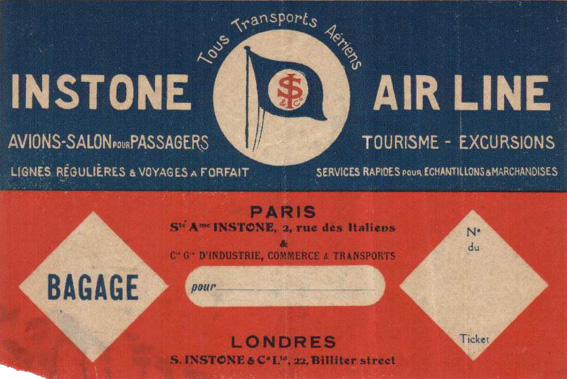 Tous Transports Aériens
INSTONE AIR LINE
SI
& Cº
AVIONS-SALON POUR PASSAGERS
TOURISME - EXCURSIONS
LIGNES RÉGULIÈRES & VOYAGES A FORFAIT
SERVICES RAPIDES POUR ÉCHANTILLONS & MARCHANDISES
PARIS
Sté Ame INSTONE, 2, rue des Italiens
&
Cie Gle D'INDUSTRIE, COMMERCE & TRANSPORTS
BAGAGE
pour
Nº
du
Ticket
LONDRES
S. INSTONE & Cº Ltd, 22, Billiter street